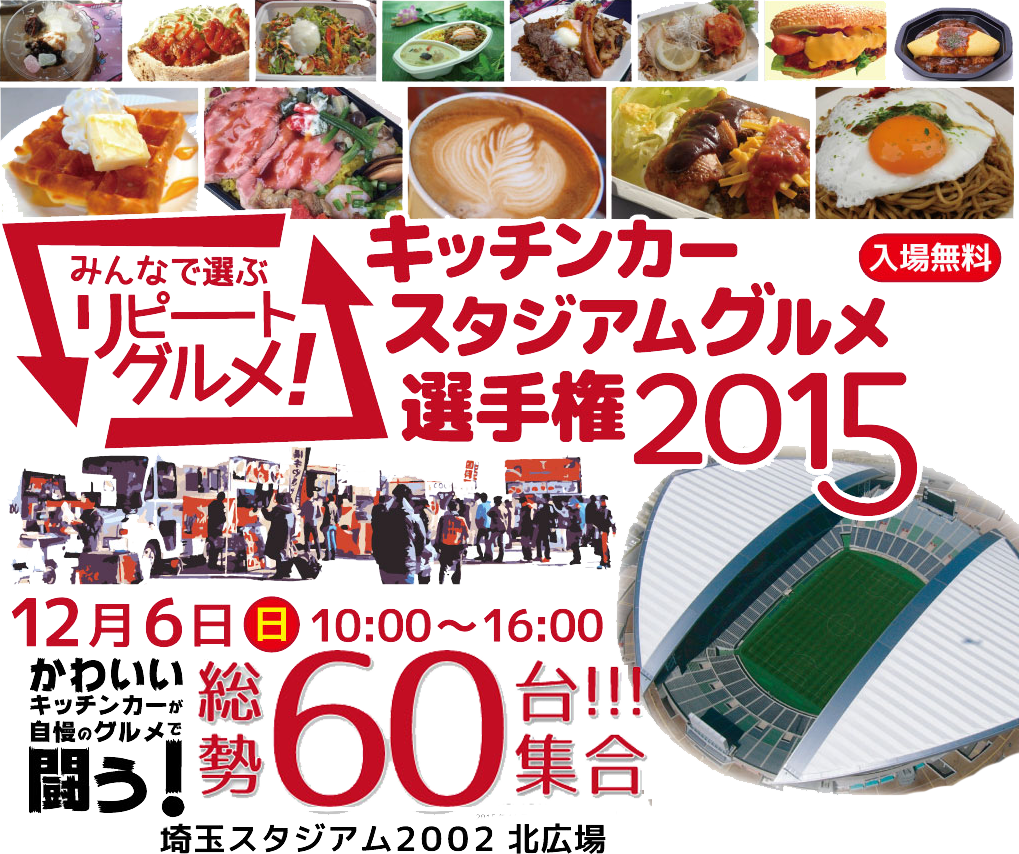 みんなで選ぶ
リピート
グルメ!
キッチンカー
スタジアムグルメ
選手権2015
入場無料
12月6日 日 10:00～16:00
かわいい
キッチンカーが
自慢のグルメで
闘う!
総勢60台!!!集合
埼玉スタジアム2002 北広場